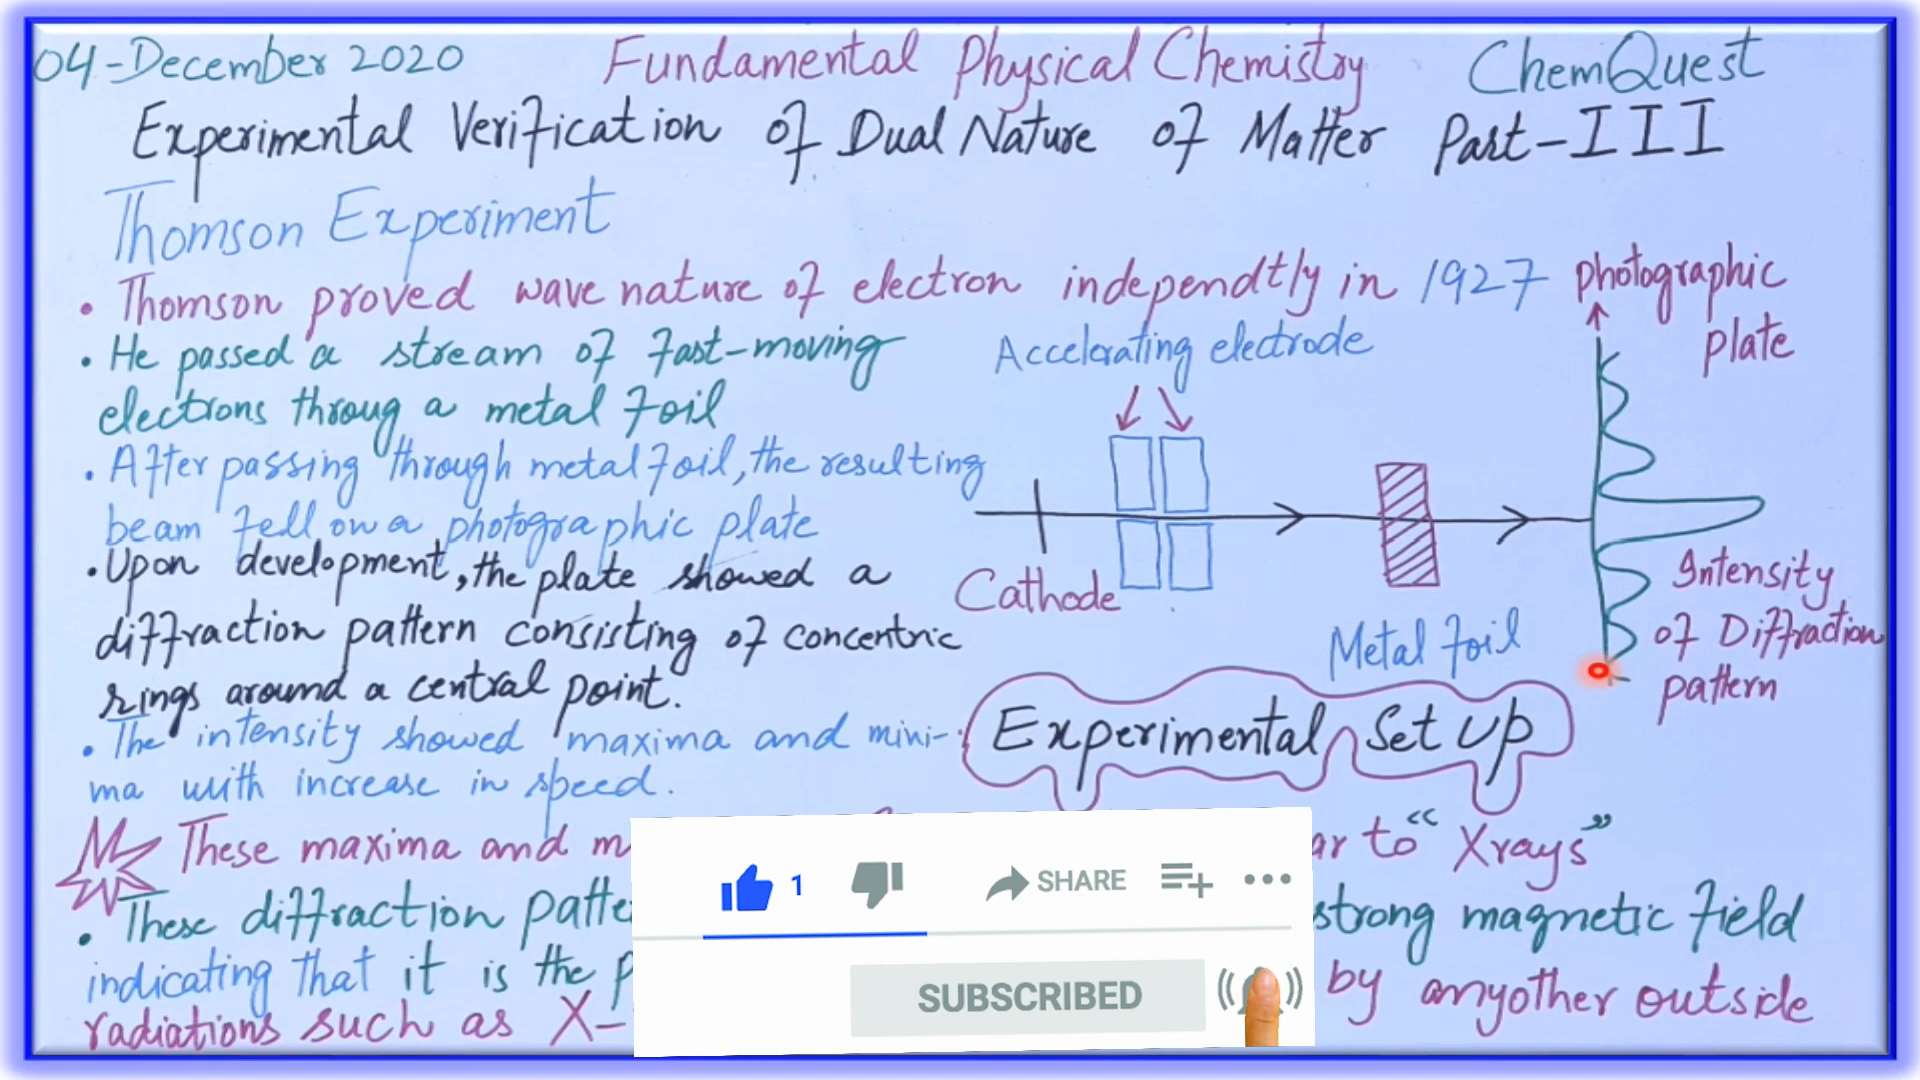 04-December 2020 Fundamental Physical Chemistry ChemQuest
Experimental Verification of Dual Nature of Matter Part-III
Thomson Experiment
• Thomson proved wave nature of electron independtly in 1927
photographic
plate
• He passed a stream of fast-moving
electrons throug a metal foil
Accelerating electrode
• After passing through metal foil, the resulting
beam fell on a photographic plate
• Upon development, the plate showed a
diffraction pattern consisting of concentric
rings around a central point.
Cathode
Metal foil
Intensity
of Diffraction
pattern
• The intensity showed maxima and mini-
ma with increase in speed.
Experimental Set Up
These maxima and to "Xrays"
• These diffraction strong magnetic field
indicating that it is the by anyother outside
radiations such as X-
1 SHARE
SUBSCRIBED